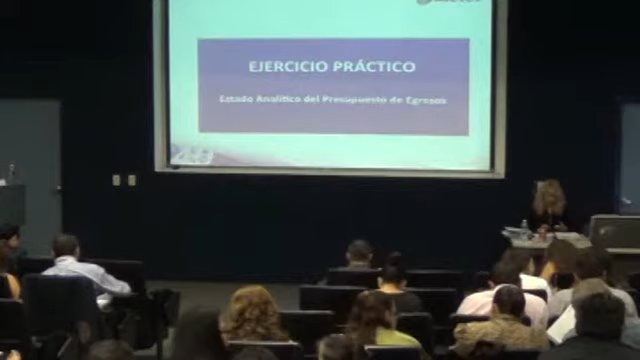 EJERCICIO PRÁCTICO
Estado Analítico del Presupuesto de Egresos